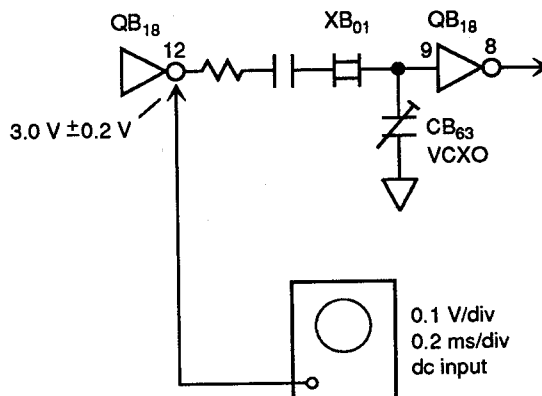 QB18
XB01
QB18
12
9
8
3.0 V ±0.2 V
CB63
VCXO
0.1 V/div
0.2 ms/div
dc input